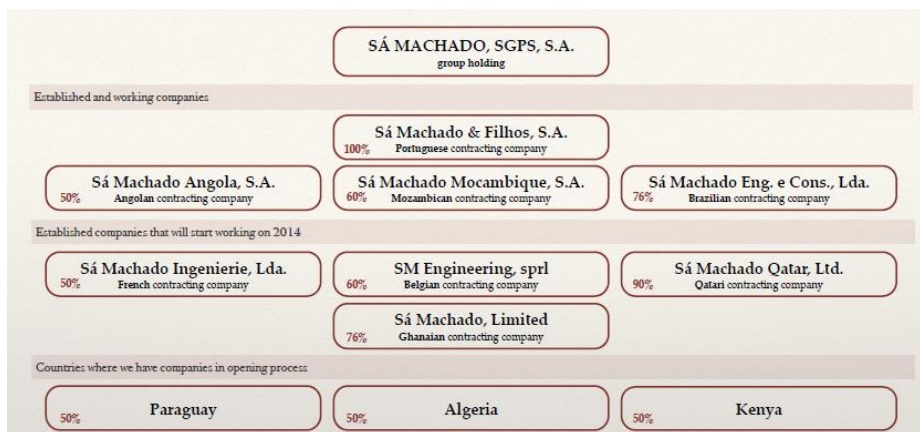 SÁ MACHADO, SGPS, S.A.
group holding
Established and working companies
Sá Machado & Filhos, S.A.
100% Portuguese contracting company
Sá Machado Angola, S.A.
50% Angolan contracting company
Sá Machado Mocambique, S.A.
60% Mozambican contracting company
Sá Machado Eng. e Cons., Lda.
76% Brazilian contracting company
Established companies that will start working on 2014
Sá Machado Ingenierie, Lda.
50% French contracting company
SM Engineering, sprl
60% Belgian contracting company
Sá Machado Qatar, Ltd.
90% Qatari contracting company
Sá Machado, Limited
76% Ghanaian contracting company
Countries where we have companies in opening process
50% Paraguay
50% Algeria
50% Kenya